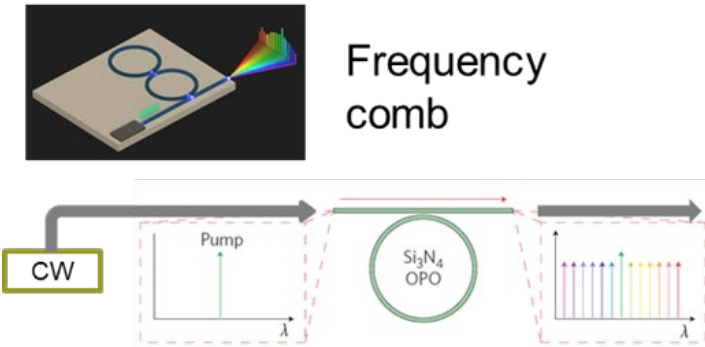 Frequency
comb
CW
Pump
λ
Si₃N₄
OPO
λ